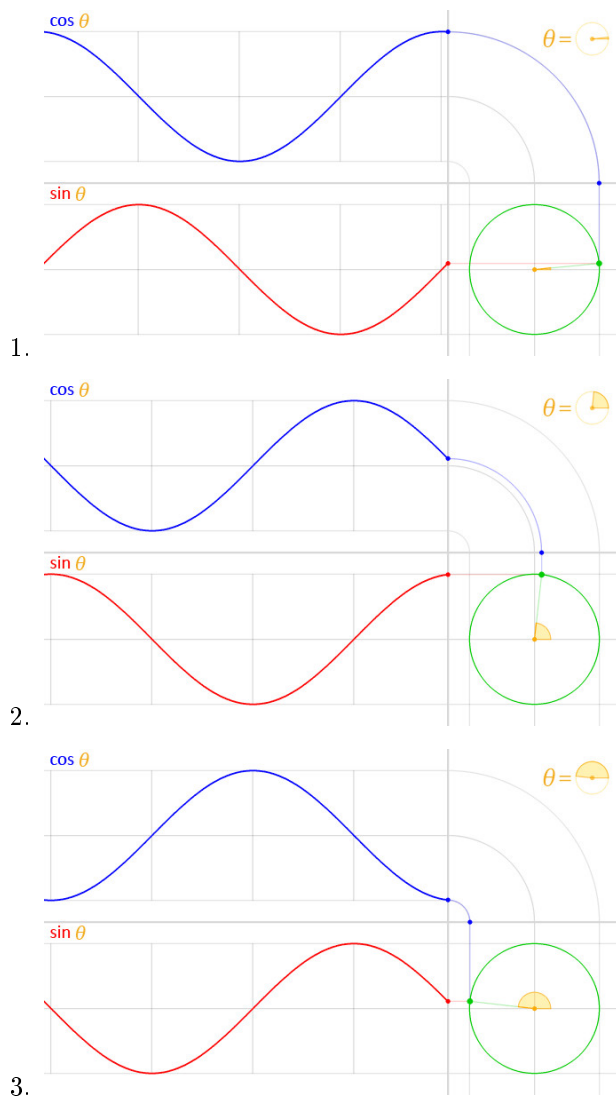 cos θ
θ =
sin θ
1.
cos θ
θ =
sin θ
2.
cos θ
θ =
sin θ
3.